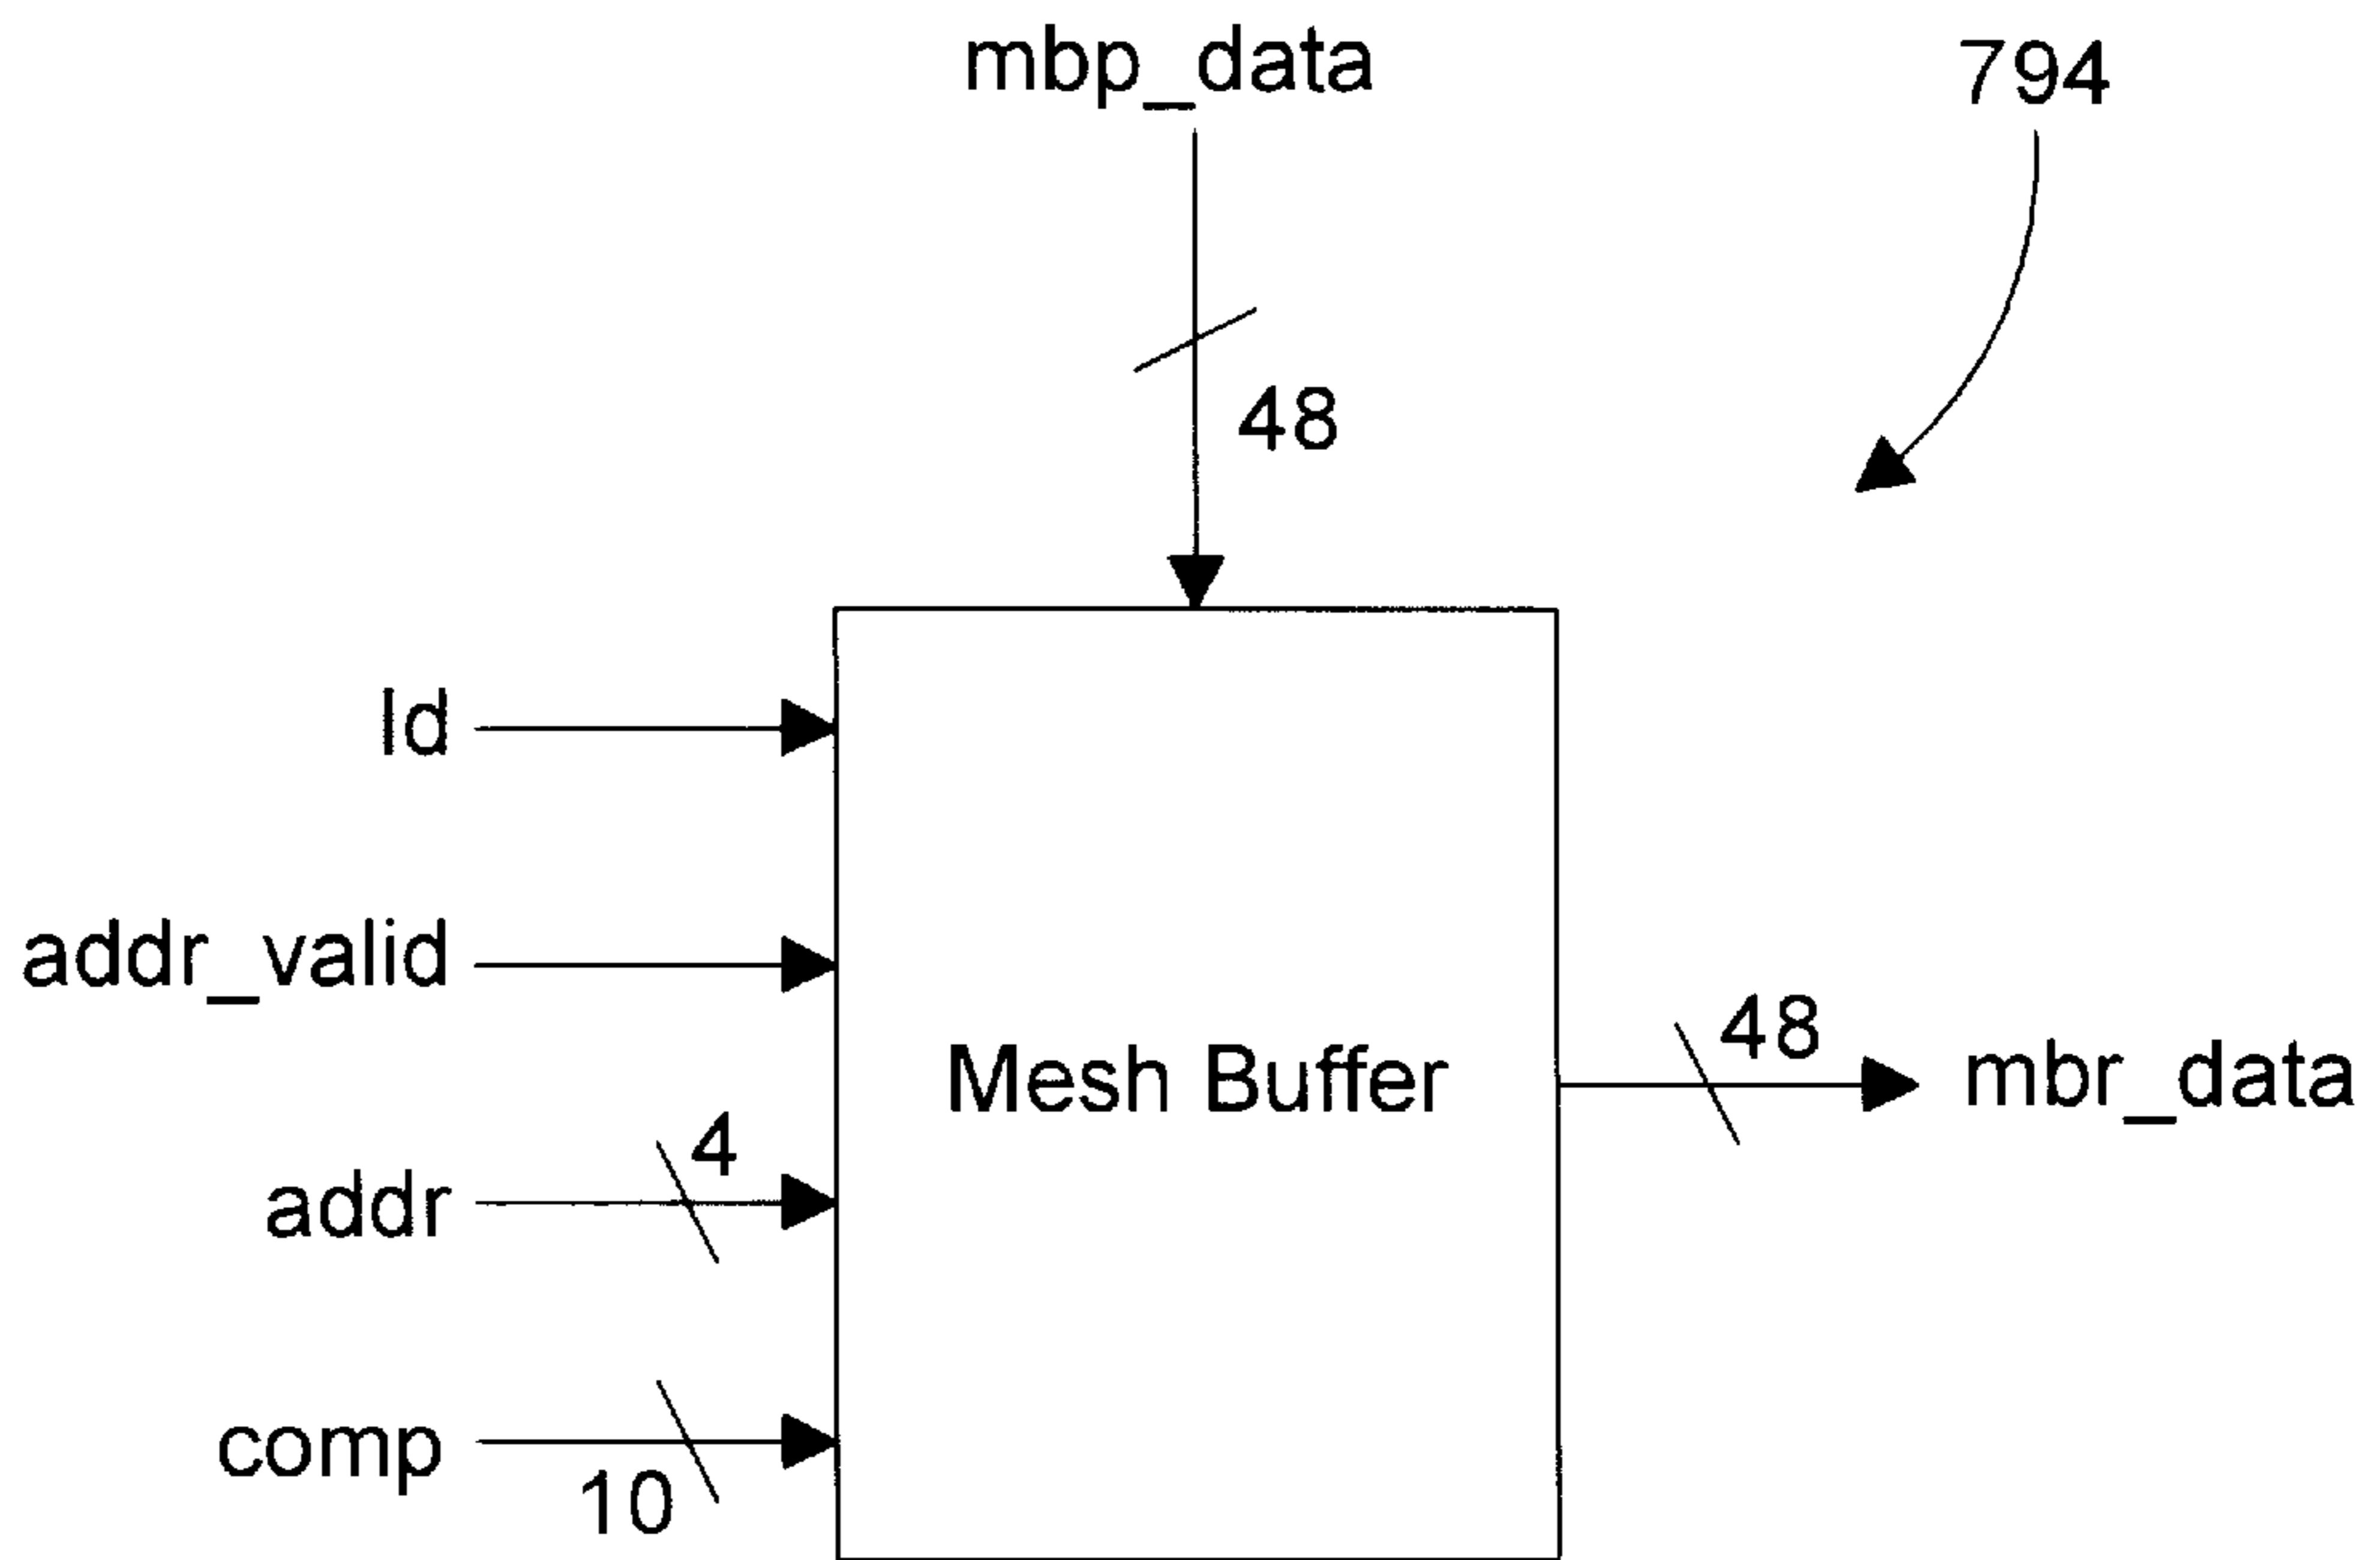 mbp_data
794
48
ld
addr_valid
48
Mesh Buffer
mbr_data
4
addr
comp
10